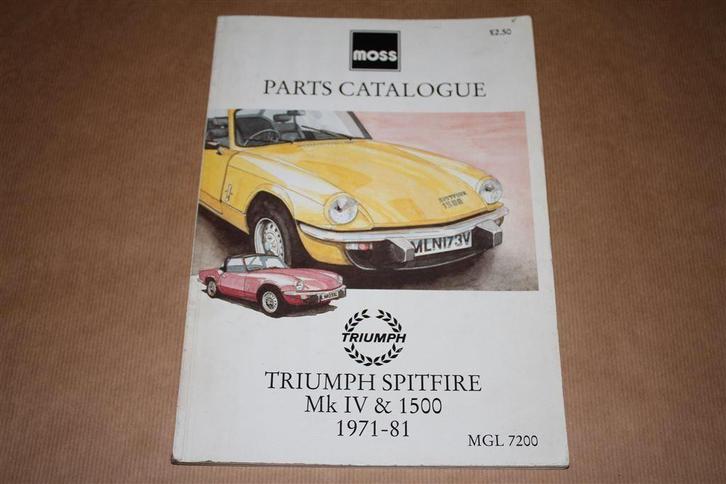 £2.50
moss
PARTS CATALOGUE
SPITFIRE
1500
MLN173V
TRIUMPH
TRIUMPH SPITFIRE
Mk IV & 1500
1971-81
MGL 7200